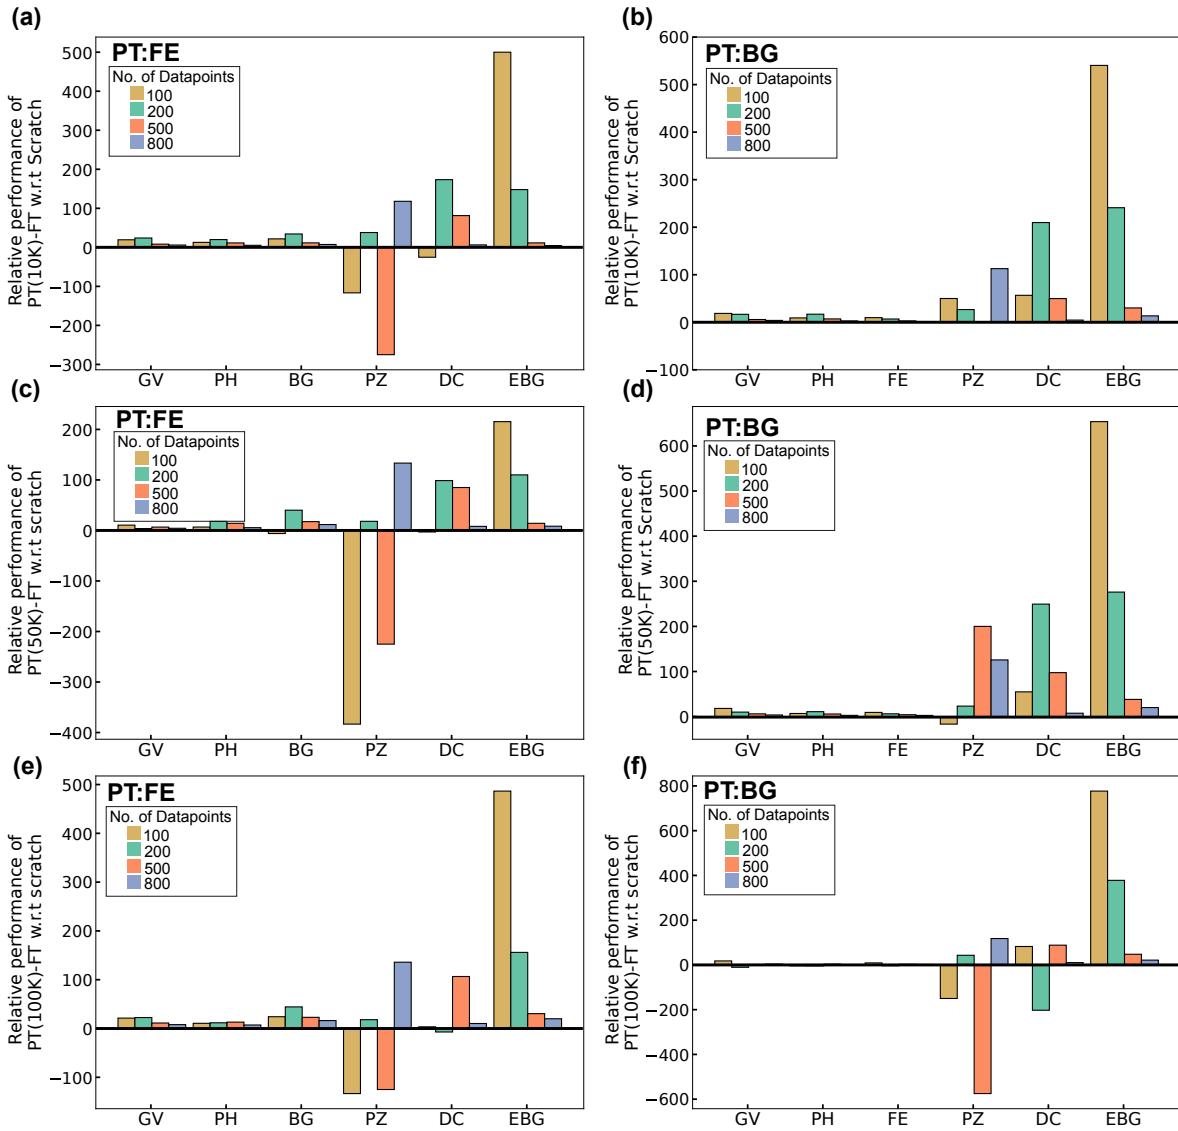 (a)
PT:FE
No. of Datapoints
100
200
500
800
Relative performance of
PT(10K)-FT w.r.t Scratch
500
400
300
200
100
0
−100
−200
−300
GV PH BG PZ DC EBG
(b)
PT:BG
No. of Datapoints
100
200
500
800
Relative performance of
PT(10K)-FT w.r.t Scratch
600
500
400
300
200
100
0
−100
GV PH FE PZ DC EBG
(c)
PT:FE
No. of Datapoints
100
200
500
800
Relative performance of
PT(50K)-FT w.r.t scratch
200
100
0
−100
−200
−300
−400
GV PH BG PZ DC EBG
(d)
PT:BG
No. of Datapoints
100
200
500
800
Relative performance of
PT(50K)-FT w.r.t Scratch
600
500
400
300
200
100
0
GV PH FE PZ DC EBG
(e)
PT:FE
No. of Datapoints
100
200
500
800
Relative performance of
PT(100K)-FT w.r.t scratch
500
400
300
200
100
0
−100
GV PH BG PZ DC EBG
(f)
PT:BG
No. of Datapoints
100
200
500
800
Relative performance of
PT(100K)-FT w.r.t scratch
800
600
400
200
0
−200
−400
−600
GV PH FE PZ DC EBG